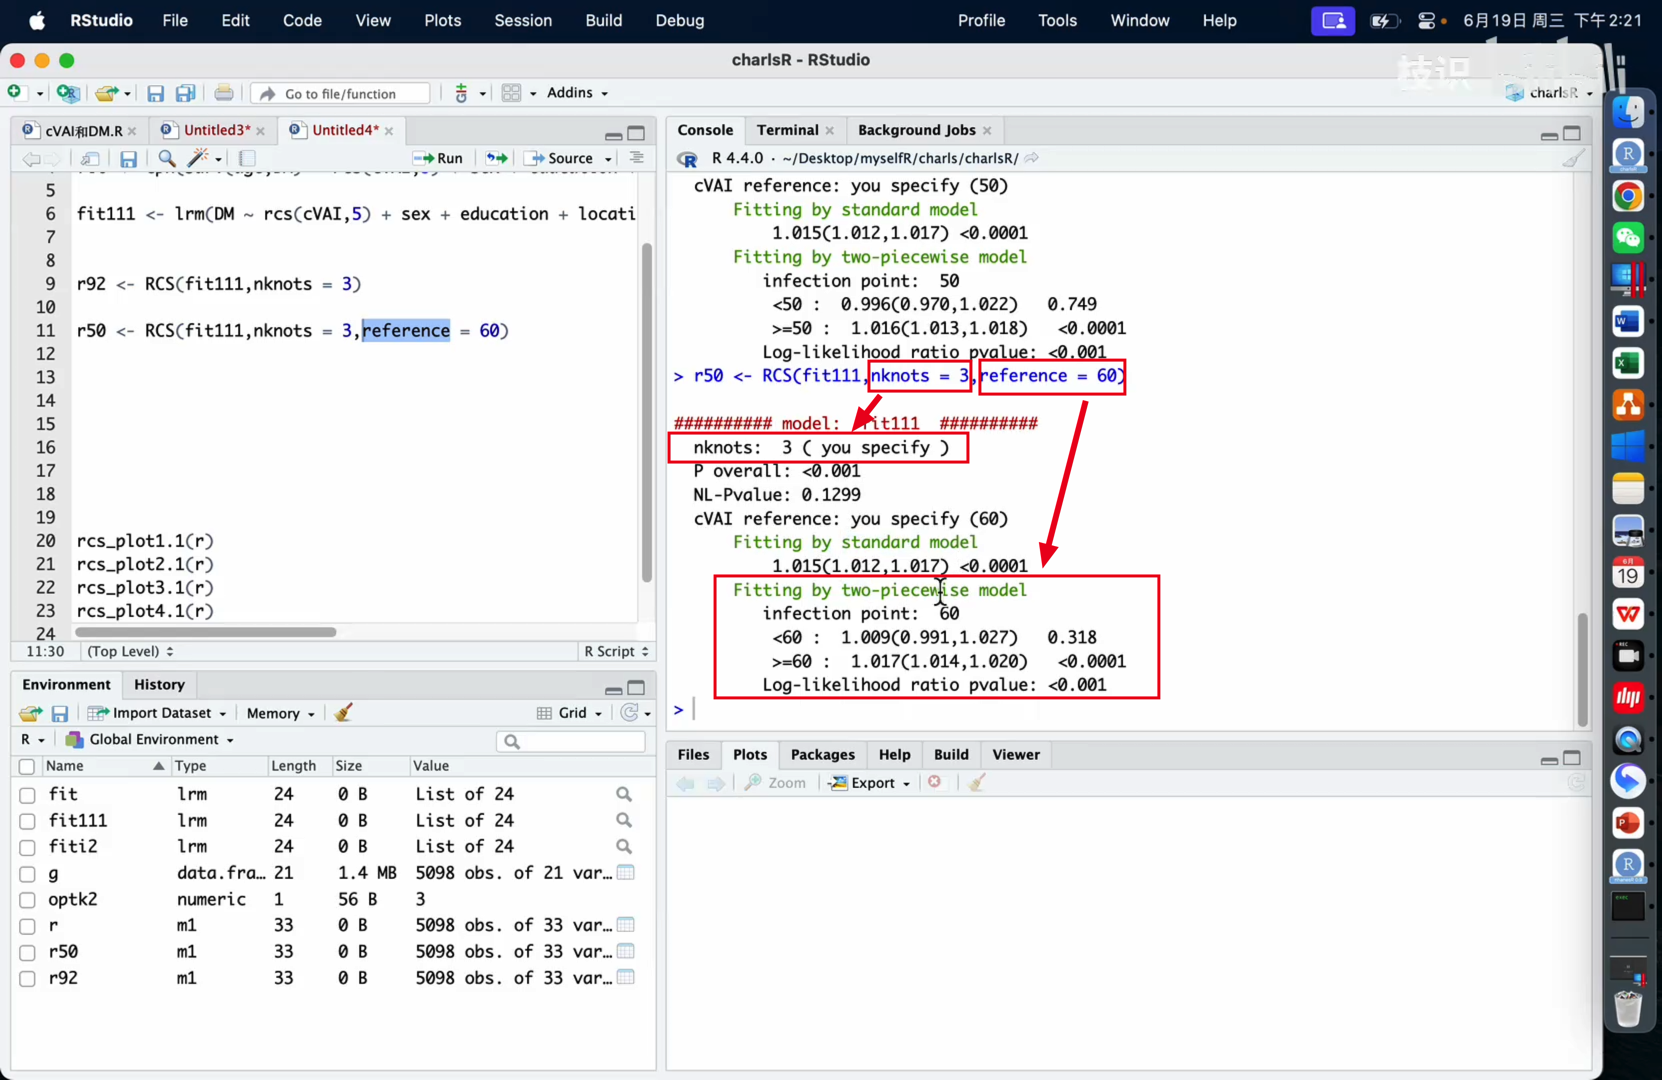 RStudio File Edit Code View Plots Session Build Debug Profile Tools Window Help 6月19日 周三 下午2:21
charlsR - RStudio
枝识
Go to file/function Addins charlsR
cVAI和DM.R Untitled3* Untitled4*
Run Source
5
6 fit111 <- lrm(DM ~ rcs(cVAI,5) + sex + education + locati
7
8
9 r92 <- RCS(fit111,nknots = 3)
10
11 r50 <- RCS(fit111,nknots = 3,reference = 60)
12
13
14
15
16
17
18
19
20 rcs_plot1.1(r)
21 rcs_plot2.1(r)
22 rcs_plot3.1(r)
23 rcs_plot4.1(r)
24
11:30 (Top Level) R Script
Console Terminal Background Jobs
R 4.4.0 · ~/Desktop/myselfR/charls/charlsR/
cVAI reference: you specify (50)
Fitting by standard model
1.015(1.012,1.017) <0.0001
Fitting by two-piecewise model
infection point: 50
<50 : 0.996(0.970,1.022) 0.749
>=50 : 1.016(1.013,1.018) <0.0001
Log-likelihood ratio pvalue: <0.001
> r50 <- RCS(fit111,nknots = 3,reference = 60)
########## model: fit111 ##########
nknots: 3 ( you specify )
P overall: <0.001
NL-Pvalue: 0.1299
cVAI reference: you specify (60)
Fitting by standard model
1.015(1.012,1.017) <0.0001
Fitting by two-piecewise model
infection point: 60
<60 : 1.009(0.991,1.027) 0.318
>=60 : 1.017(1.014,1.020) <0.0001
Log-likelihood ratio pvalue: <0.001
>
Environment History
Import Dataset Memory Grid
R Global Environment
Name Type Length Size Value
fit lrm 24 0 B List of 24
fit111 lrm 24 0 B List of 24
fiti2 lrm 24 0 B List of 24
g data.fra… 21 1.4 MB 5098 obs. of 21 var…
optk2 numeric 1 56 B 3
r m1 33 0 B 5098 obs. of 33 var…
r50 m1 33 0 B 5098 obs. of 33 var…
r92 m1 33 0 B 5098 obs. of 33 var…
Files Plots Packages Help Build Viewer
Zoom Export
6月
19